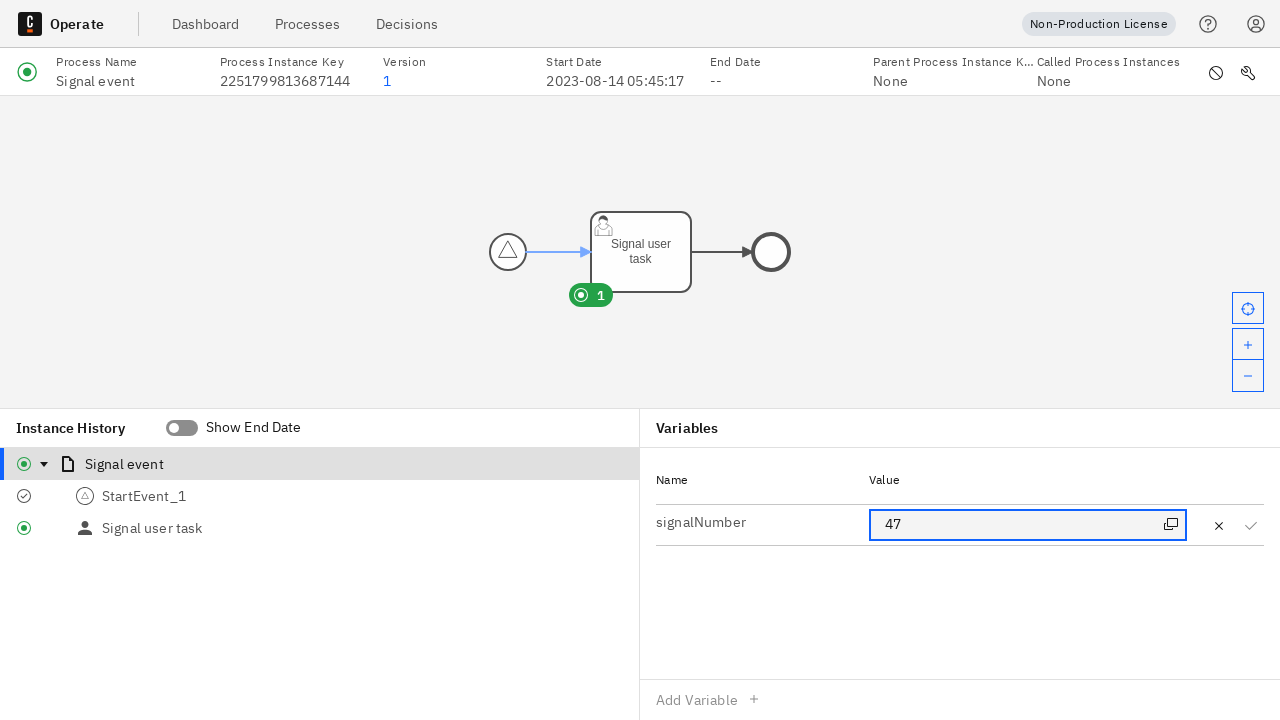 Operate
Dashboard
Processes
Decisions
Non-Production License
Process Name
Signal event
Process Instance Key
2251799813687144
Version
1
Start Date
2023-08-14 05:45:17
End Date
--
Parent Process Instance K...
None
Called Process Instances
None
Signal user
task
1
Instance History
Show End Date
Signal event
StartEvent_1
Signal user task
Variables
Name
Value
signalNumber
47
Add Variable